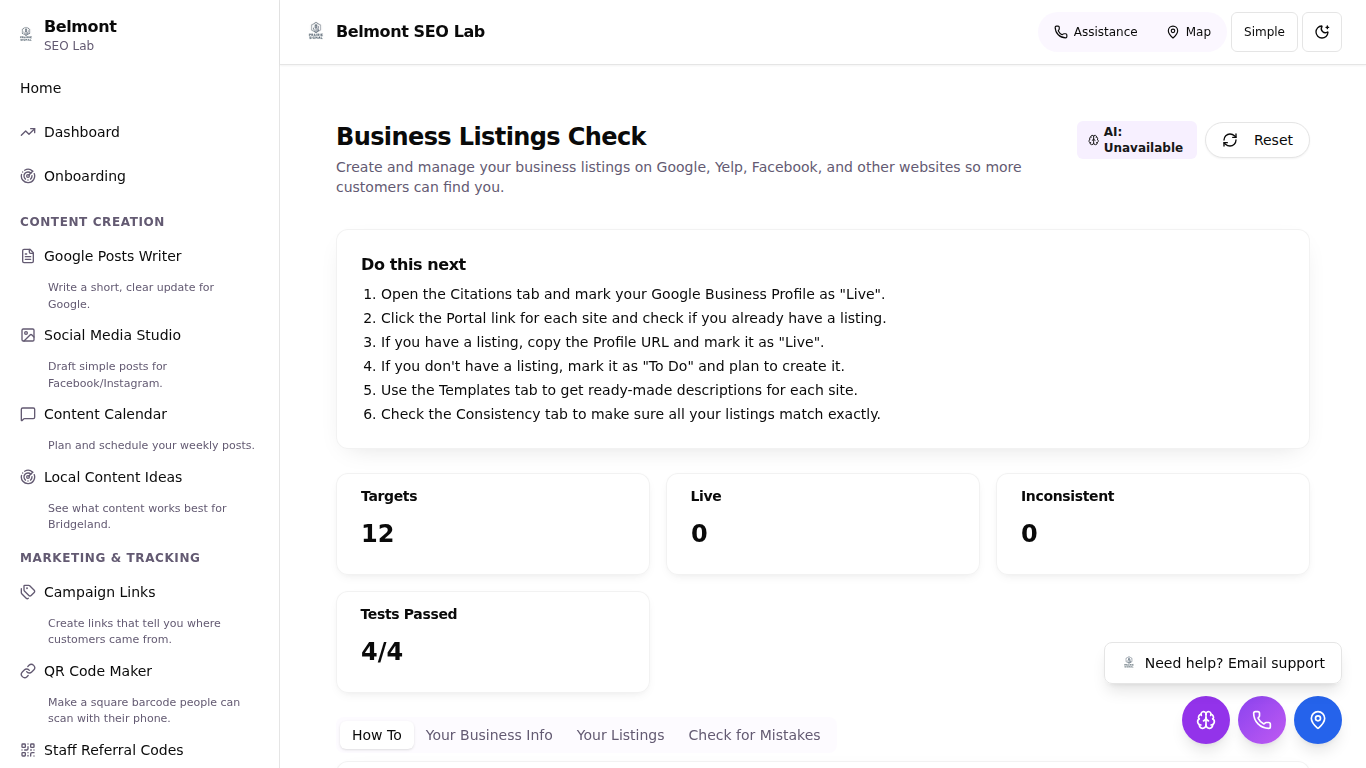 Belmont
SEO Lab
Home
Dashboard
Onboarding
CONTENT CREATION
Google Posts Writer
Write a short, clear update for
Google.
Social Media Studio
Draft simple posts for
Facebook/Instagram.
Content Calendar
Plan and schedule your weekly posts.
Local Content Ideas
See what content works best for
Bridgeland.
MARKETING & TRACKING
Campaign Links
Create links that tell you where
customers came from.
QR Code Maker
Make a square barcode people can
scan with their phone.
Staff Referral Codes
Belmont SEO Lab
Assistance
Map
Simple
Business Listings Check
Create and manage your business listings on Google, Yelp, Facebook, and other websites so more
customers can find you.
AI:
Unavailable
Reset
Do this next
1. Open the Citations tab and mark your Google Business Profile as "Live".
2. Click the Portal link for each site and check if you already have a listing.
3. If you have a listing, copy the Profile URL and mark it as "Live".
4. If you don't have a listing, mark it as "To Do" and plan to create it.
5. Use the Templates tab to get ready-made descriptions for each site.
6. Check the Consistency tab to make sure all your listings match exactly.
Targets
12
Live
0
Inconsistent
0
Tests Passed
4/4
Need help? Email support
How To
Your Business Info
Your Listings
Check for Mistakes